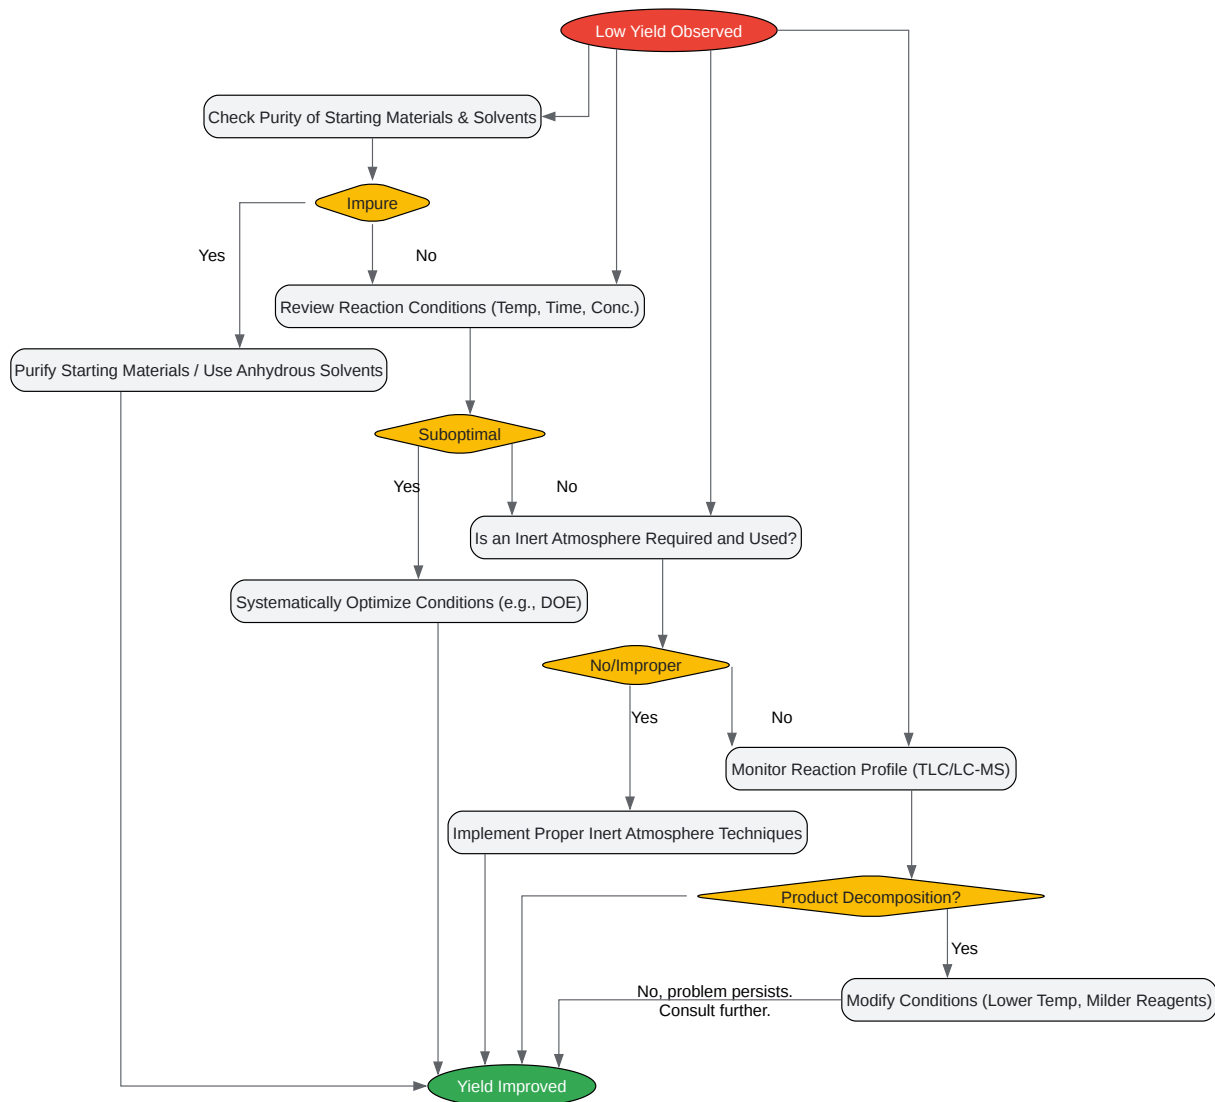 Low Yield Observed
Check Purity of Starting Materials & Solvents
Impure
Yes
No
Review Reaction Conditions (Temp, Time, Conc.)
Purify Starting Materials / Use Anhydrous Solvents
Suboptimal
Yes
No
Is an Inert Atmosphere Required and Used?
Systematically Optimize Conditions (e.g., DOE)
No/Improper
Yes
No
Monitor Reaction Profile (TLC/LC-MS)
Implement Proper Inert Atmosphere Techniques
Product Decomposition?
Yes
No, problem persists.
Consult further.
Modify Conditions (Lower Temp, Milder Reagents)
Yield Improved